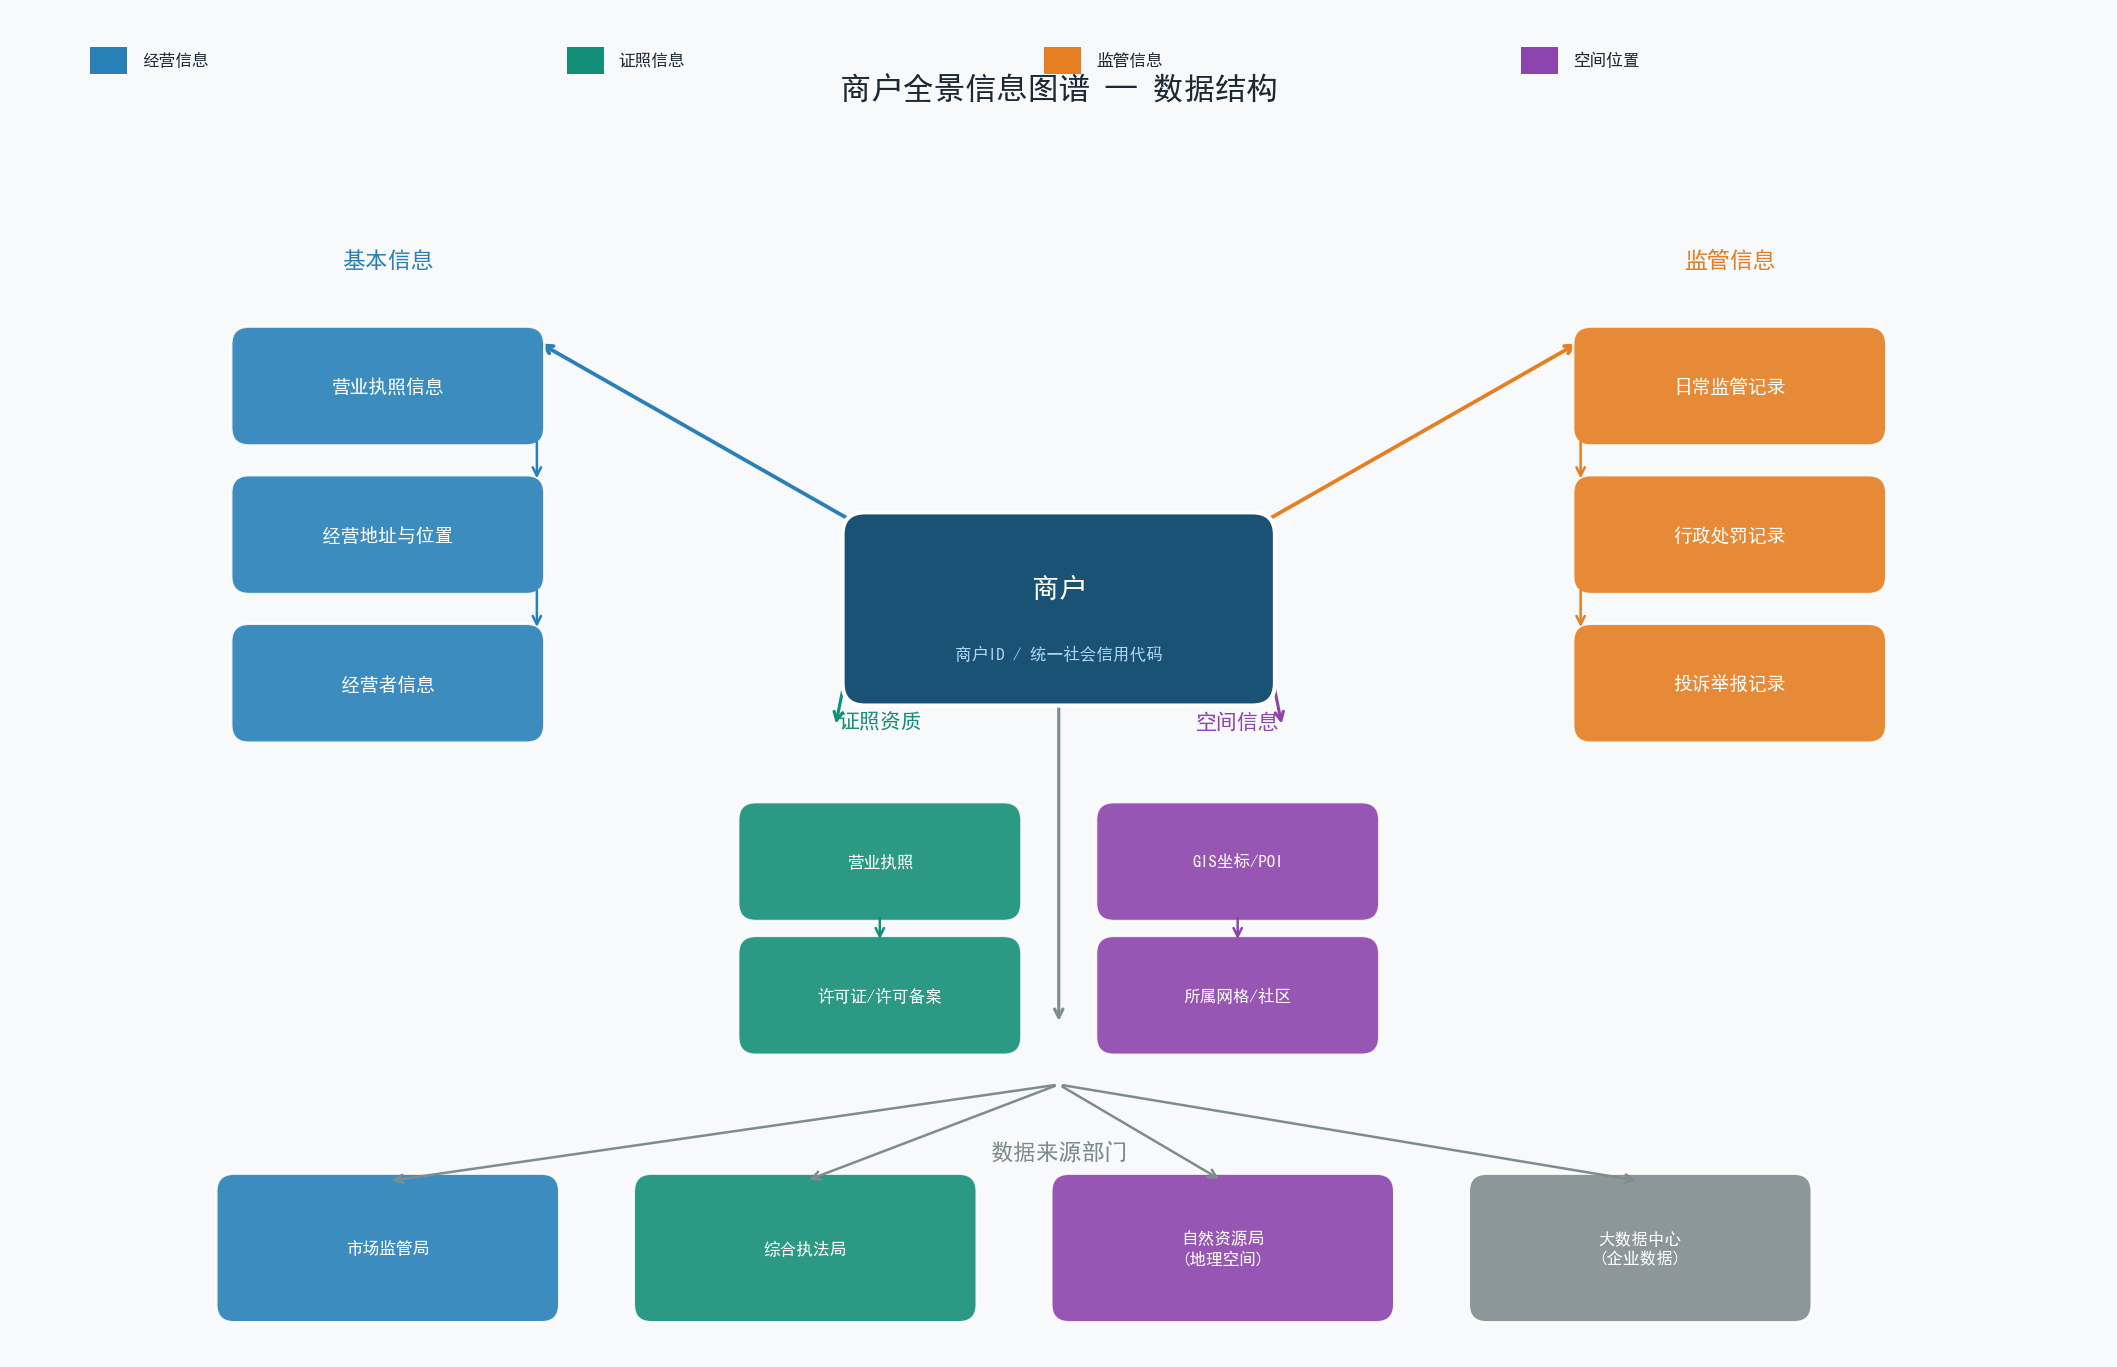 经营信息
证照信息
监管信息
空间位置
商户全景信息图谱 — 数据结构
基本信息
监管信息
营业执照信息
日常监管记录
经营地址与位置
行政处罚记录
商户
商户ID / 统一社会信用代码
经营者信息
投诉举报记录
证照资质
空间信息
营业执照
GIS坐标/POI
许可证/许可备案
所属网格/社区
数据来源部门
市场监管局
综合执法局
自然资源局
(地理空间)
大数据中心
(企业数据)